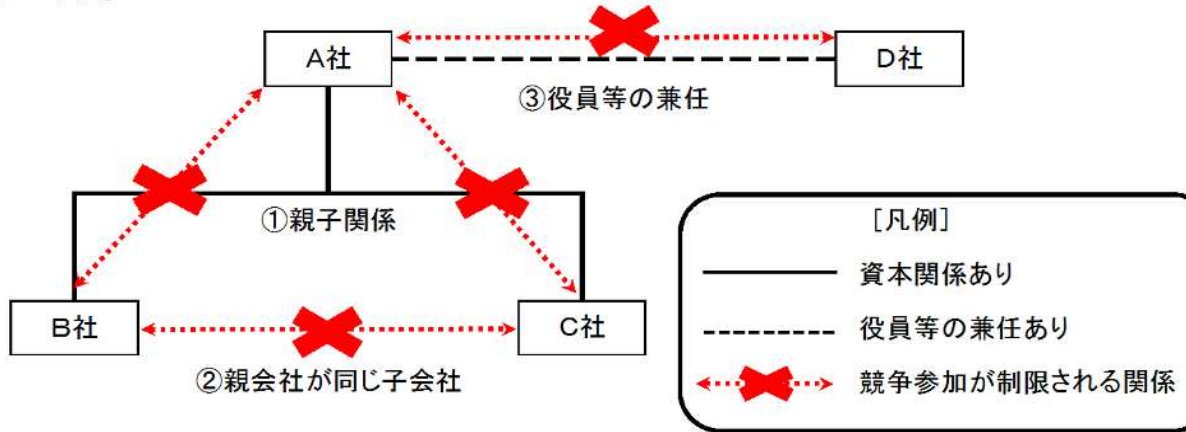 A社
D社
③役員等の兼任
①親子関係
B社
C社
②親会社が同じ子会社
[凡例]
資本関係あり
役員等の兼任あり
競争参加が制限される関係